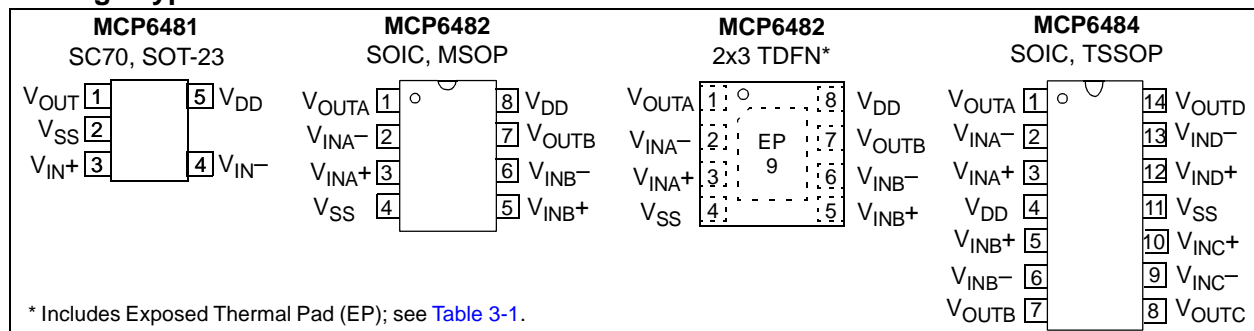 MCP6481
SC70, SOT-23
VOUT 1
VSS 2
VIN+ 3
5 VDD
4 VIN–
MCP6482
SOIC, MSOP
VOUTA 1
VINA– 2
VINA+ 3
VSS 4
8 VDD
7 VOUTB
6 VINB–
5 VINB+
MCP6482
2x3 TDFN*
VOUTA 1
VINA– 2
VINA+ 3
VSS 4
EP
9
8 VDD
7 VOUTB
6 VINB–
5 VINB+
MCP6484
SOIC, TSSOP
VOUTA 1
VINA– 2
VINA+ 3
VDD 4
VINB+ 5
VINB– 6
VOUTB 7
14 VOUTD
13 VIND–
12 VIND+
11 VSS
10 VINC+
9 VINC–
8 VOUTC
* Includes Exposed Thermal Pad (EP); see Table 3-1.